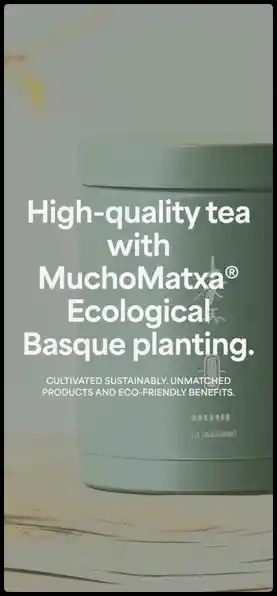 High-quality tea
with
MuchoMatxa®
Ecological
Basque planting.
CULTIVATED SUSTAINABLY. UNMATCHED
PRODUCTS AND ECO-FRIENDLY BENEFITS.